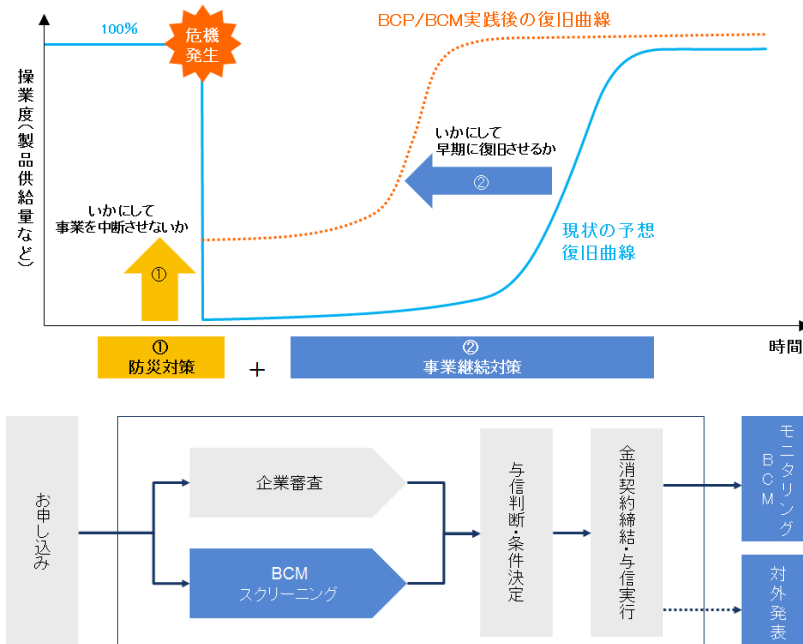 BCP/BCM実践後の復旧曲線
100%
危機
発生
操業度(製品供給量など)
いかにして
早期に復旧させるか
②
いかにして
事業を中断させないか
①
現状の予想
復旧曲線
時間
①
防災対策
+
②
事業継続対策
お申し込み
企業審査
BCM
スクリーニング
与信判断・条件決定
金消契約締結・与信実行
モニタリング
BCM
対外発表